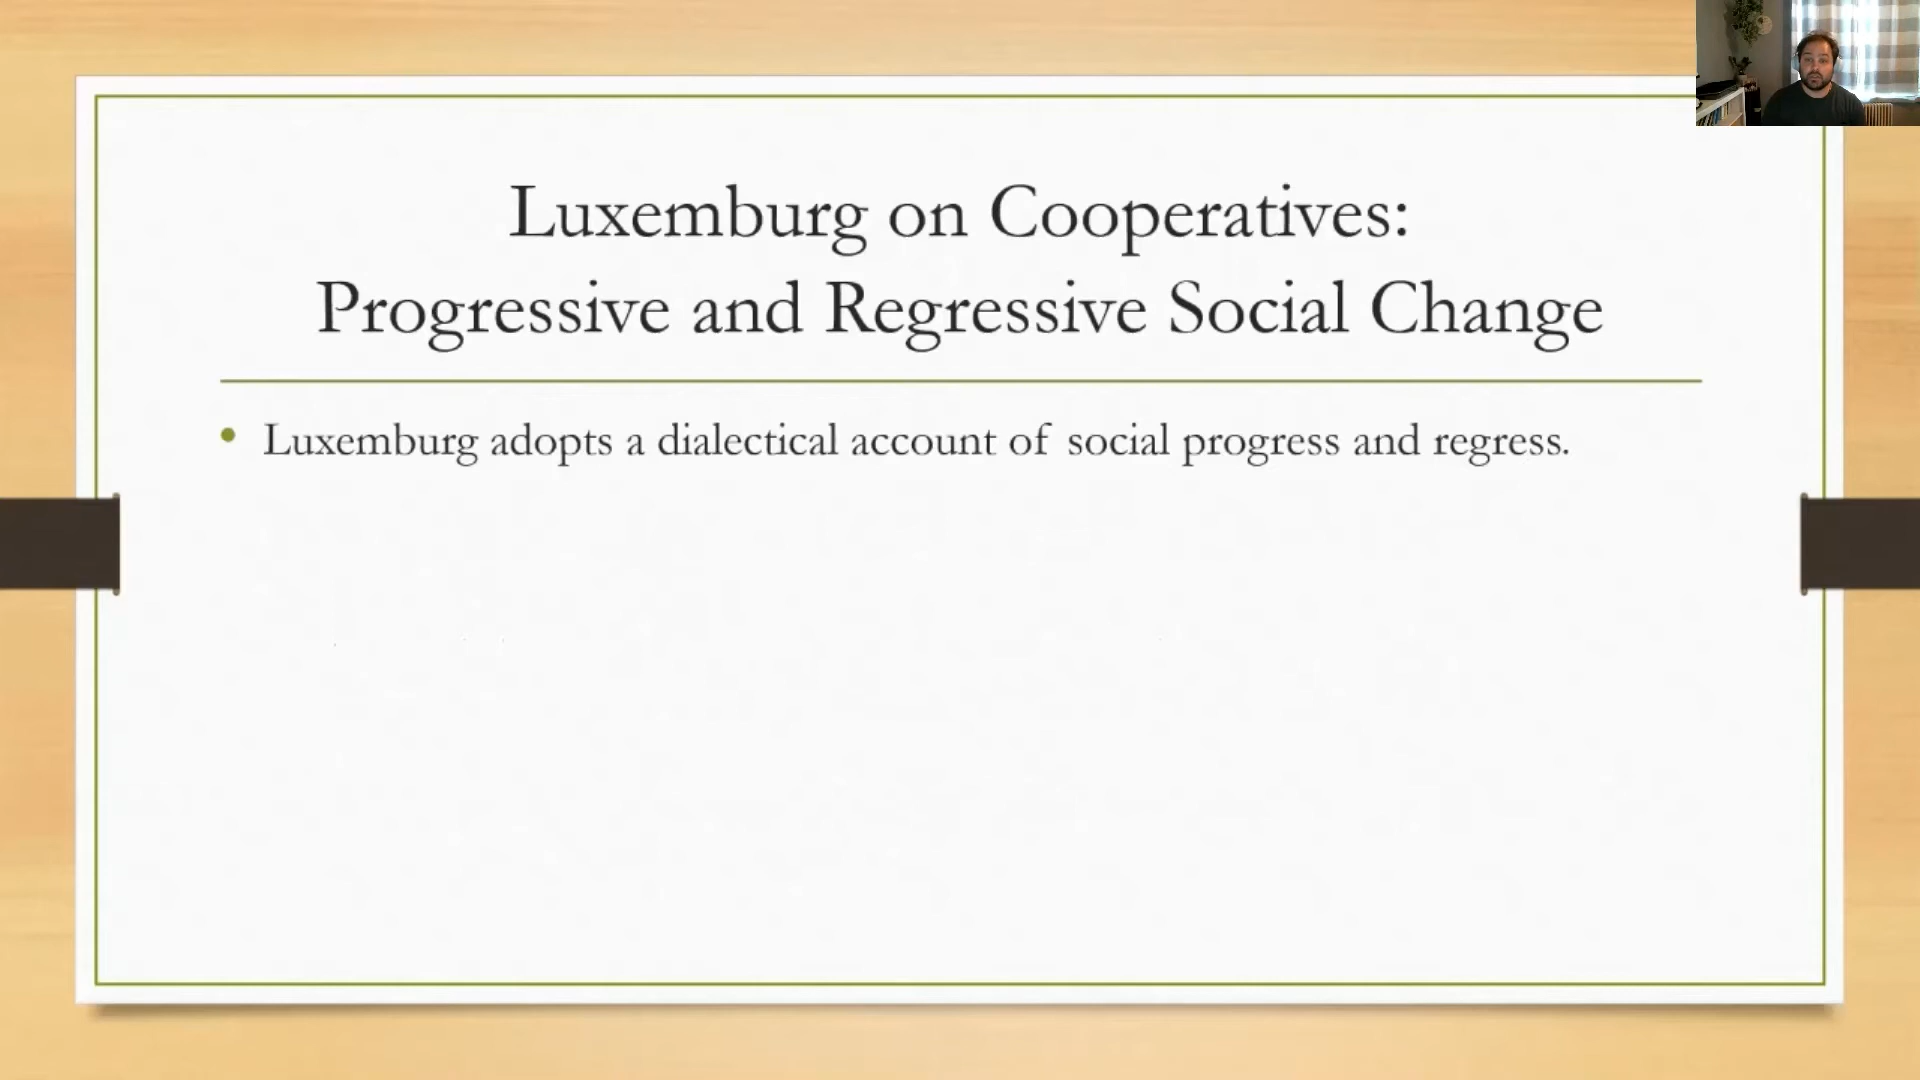 Luxemburg on Cooperatives:
Progressive and Regressive Social Change
• Luxemburg adopts a dialectical account of social progress and regress.